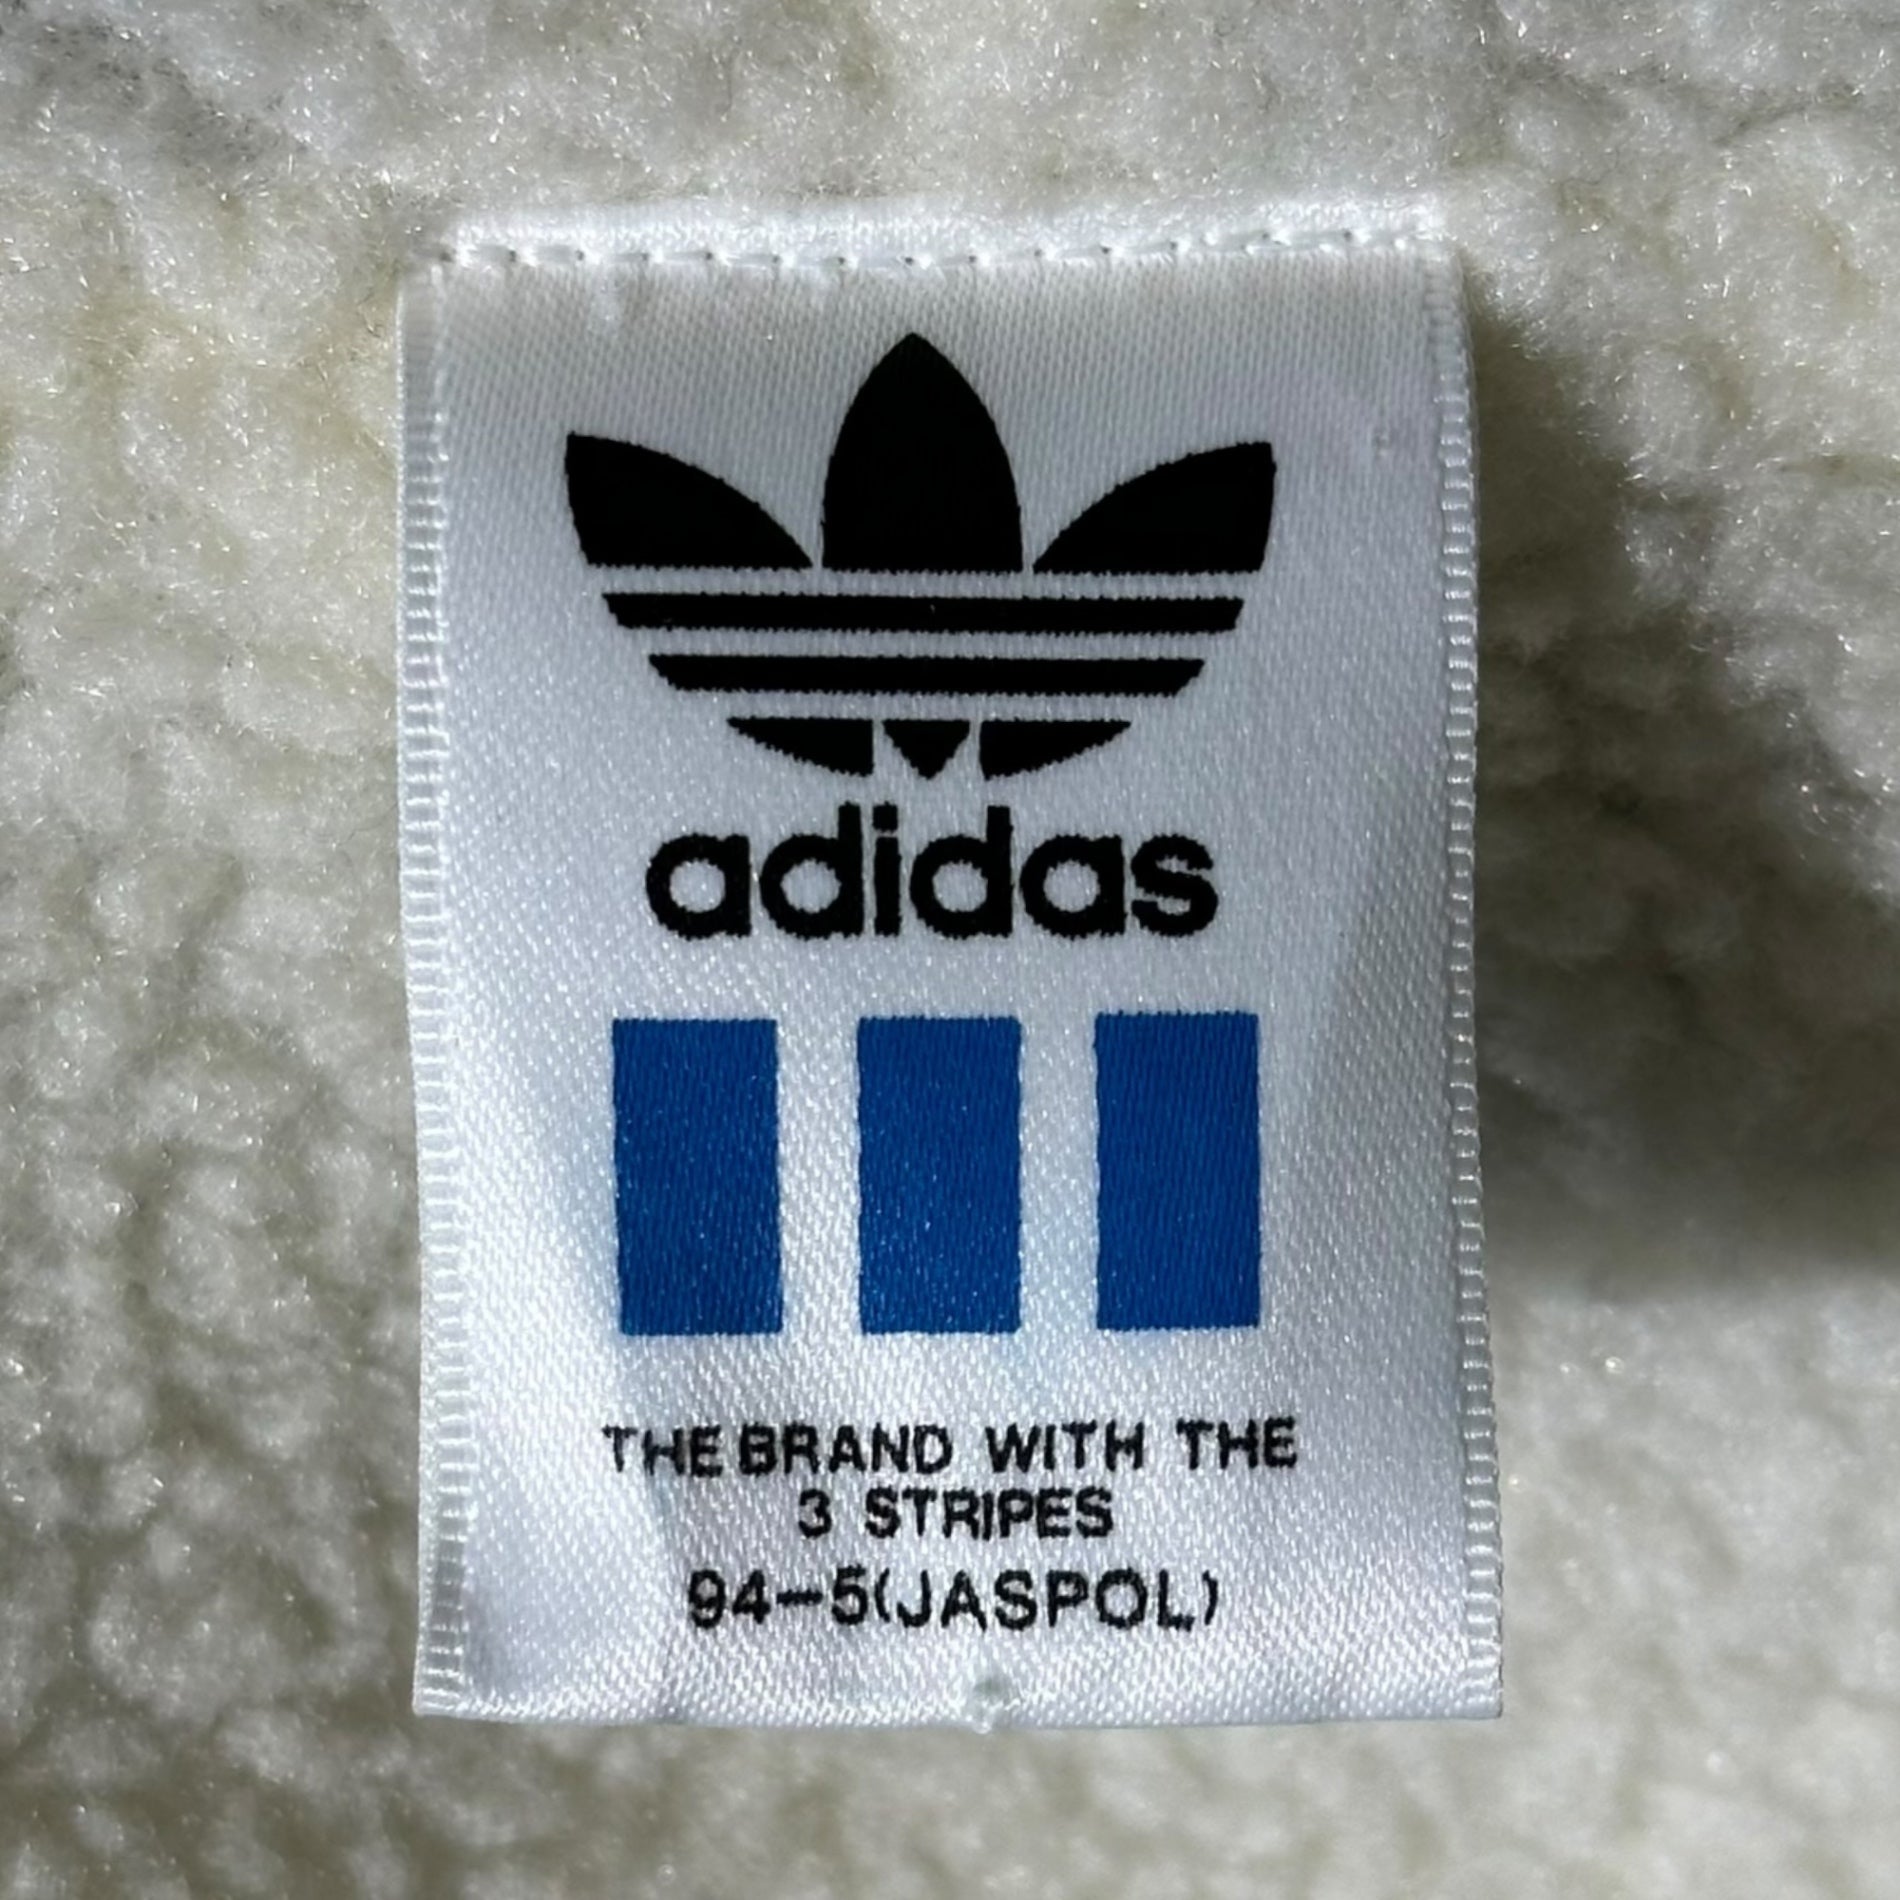 adidas
THE BRAND WITH THE
3 STRIPES
94-5(JASPOL)